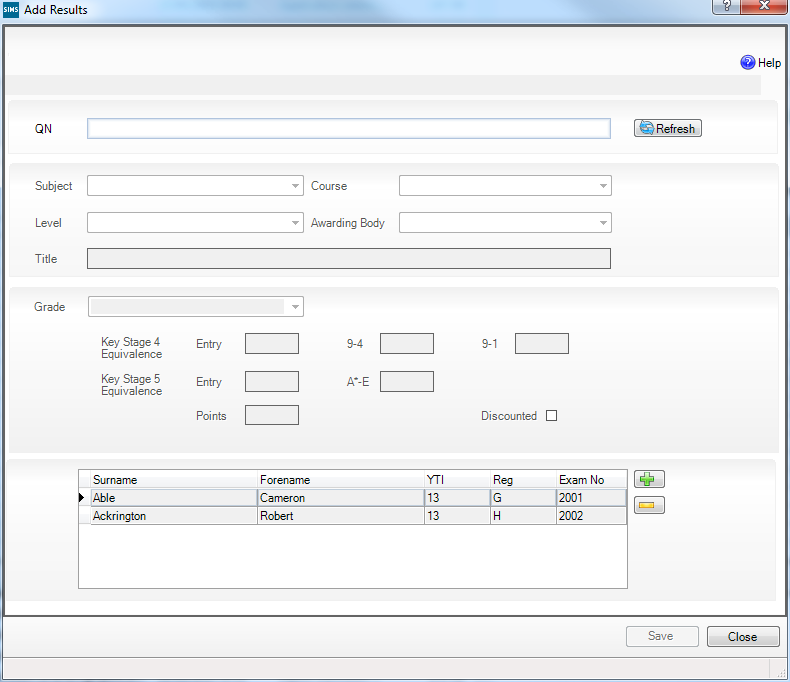 SIMS Add Results
?
Help
QN
Refresh
Subject
Course
Level
Awarding Body
Title
Grade
Key Stage 4
Equivalence
Entry
9-4
9-1
Key Stage 5
Equivalence
Entry
A*-E
Points
Discounted
Surname Forename YTI Reg Exam No
Able Cameron 13 G 2001
Ackrington Robert 13 H 2002
Save
Close